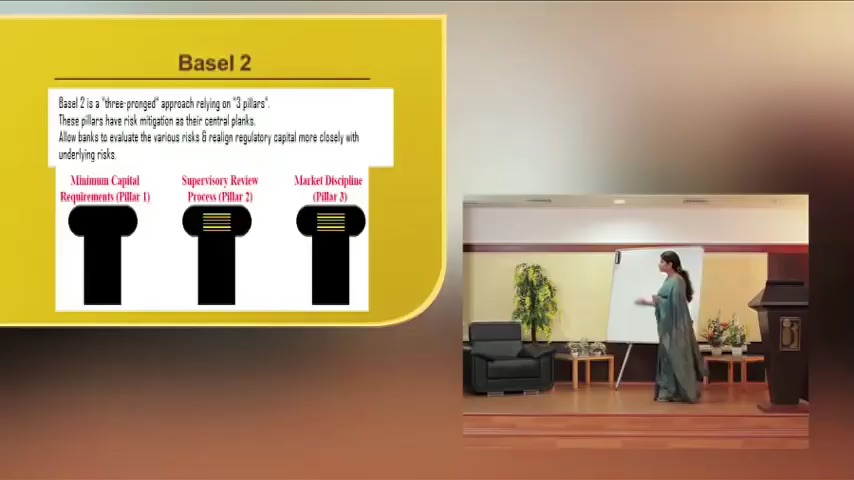 Basel 2
Basel 2 is a "three-pronged" approach relying on "3 pillars".
These pillars have risk mitigation as their central planks.
Allow banks to evaluate the various risks & realign regulatory capital more closely with
underlying risks.
Minimum Capital
Requirements (Pillar 1)
Supervisory Review
Process (Pillar 2)
Market Discipline
(Pillar 3)